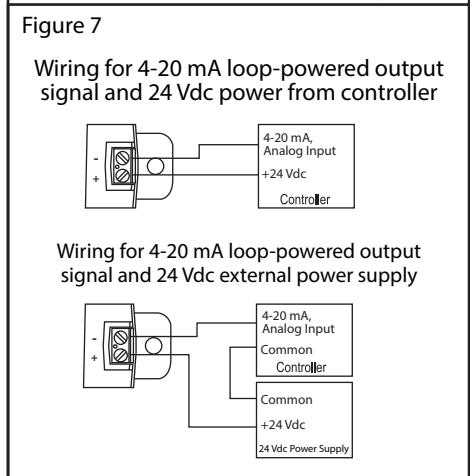 Figure 7
Wiring for 4-20 mA loop-powered output
signal and 24 Vdc power from controller
-
+
4-20 mA,
Analog Input
+24 Vdc
Controller
Wiring for 4-20 mA loop-powered output
signal and 24 Vdc external power supply
-
+
4-20 mA,
Analog Input
Common
Controller
Common
+24 Vdc
24 Vdc Power Supply